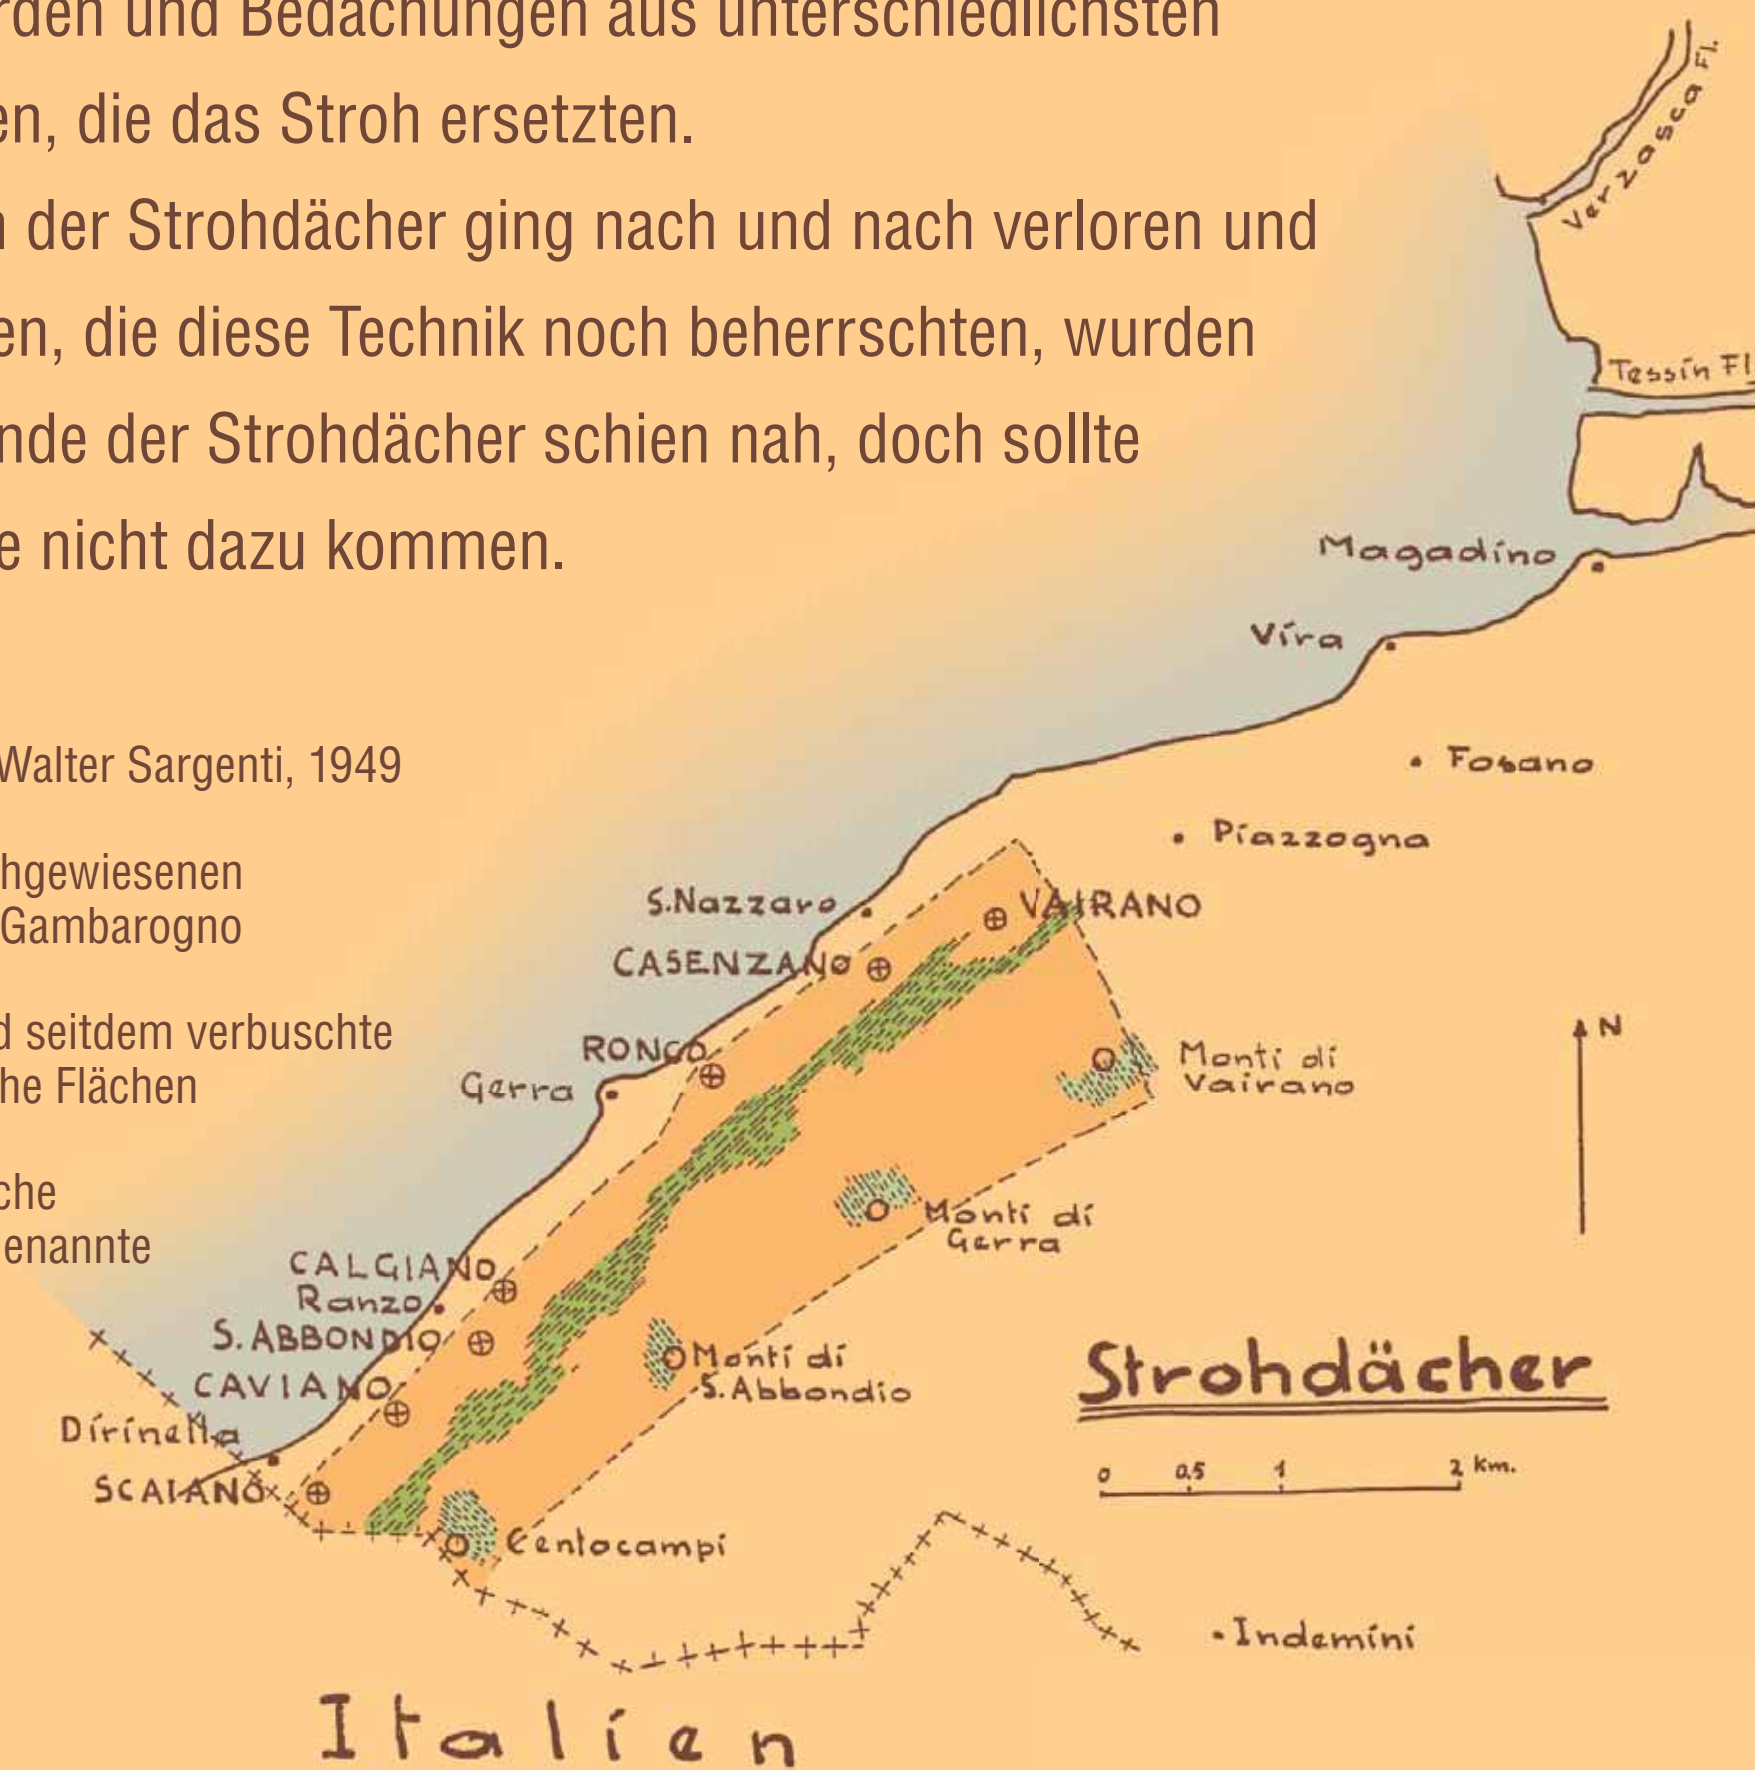 und Bedachungen aus unterschiedlichsten
die das Stroh ersetzten.
der Strohdächer ging nach und nach verloren und
die diese Technik noch beherrschten, wurden
der Strohdächer schien nah, doch sollte
nicht dazu kommen.
Verzasca Fl.
Tessin Fl
Magadino
Vira
Walter Sargenti, 1949
Fosano
Piazzogna
hgewiesenen
Gambarogno
S.Nazzaro
VAIRANO
CASENZANO
seitdem verbuschte
he Flächen
RONCO
Gerra
N
Monti di
Vairano
che
enannte
Monti di
Gerra
CALGIANO
Ranzo
S. ABBONDIO
CAVIANO
Monti di
S. Abbondio
Strohdächer
Dirinella
SCAIANO
0 0.5 1 2 km.
Centocampi
Indemini
Italien